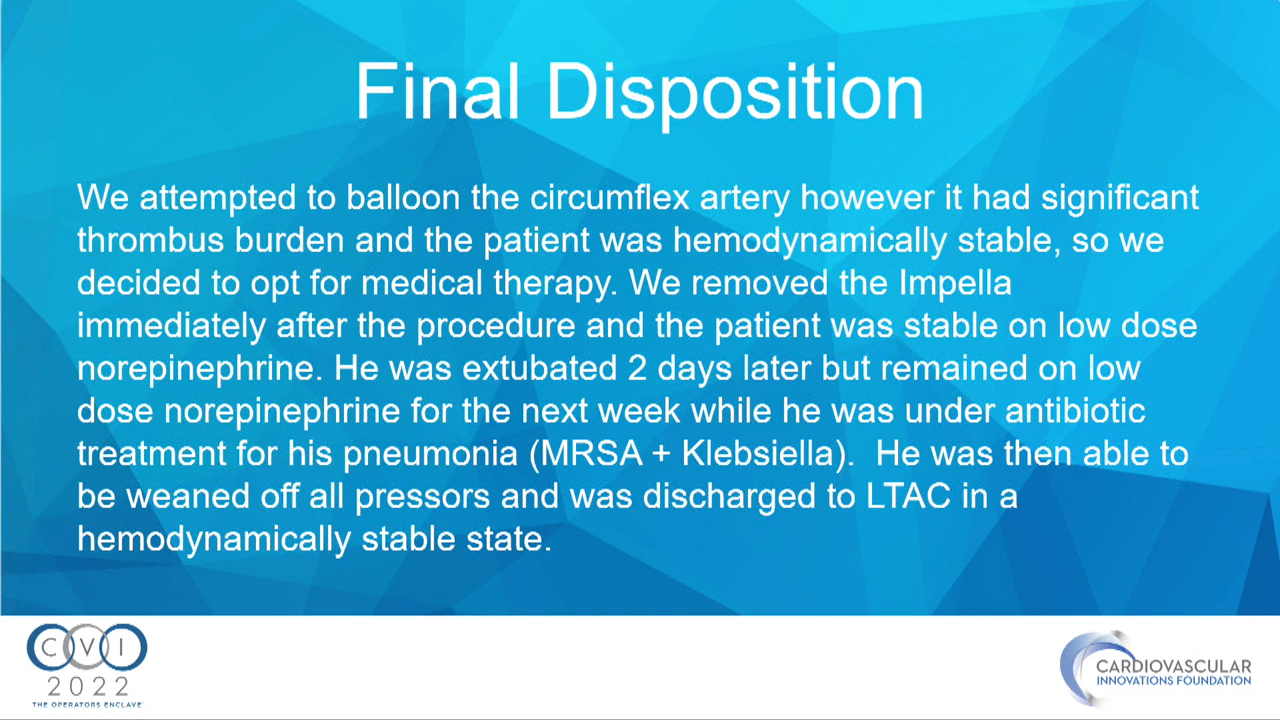 Final Disposition
We attempted to balloon the circumflex artery however it had significant
thrombus burden and the patient was hemodynamically stable, so we
decided to opt for medical therapy. We removed the Impella
immediately after the procedure and the patient was stable on low dose
norepinephrine. He was extubated 2 days later but remained on low
dose norepinephrine for the next week while he was under antibiotic
treatment for his pneumonia (MRSA + Klebsiella).  He was then able to
be weaned off all pressors and was discharged to LTAC in a
hemodynamically stable state.
CVI
2022
THE OPERATORS ENCLAVE
CARDIOVASCULAR
INNOVATIONS FOUNDATION